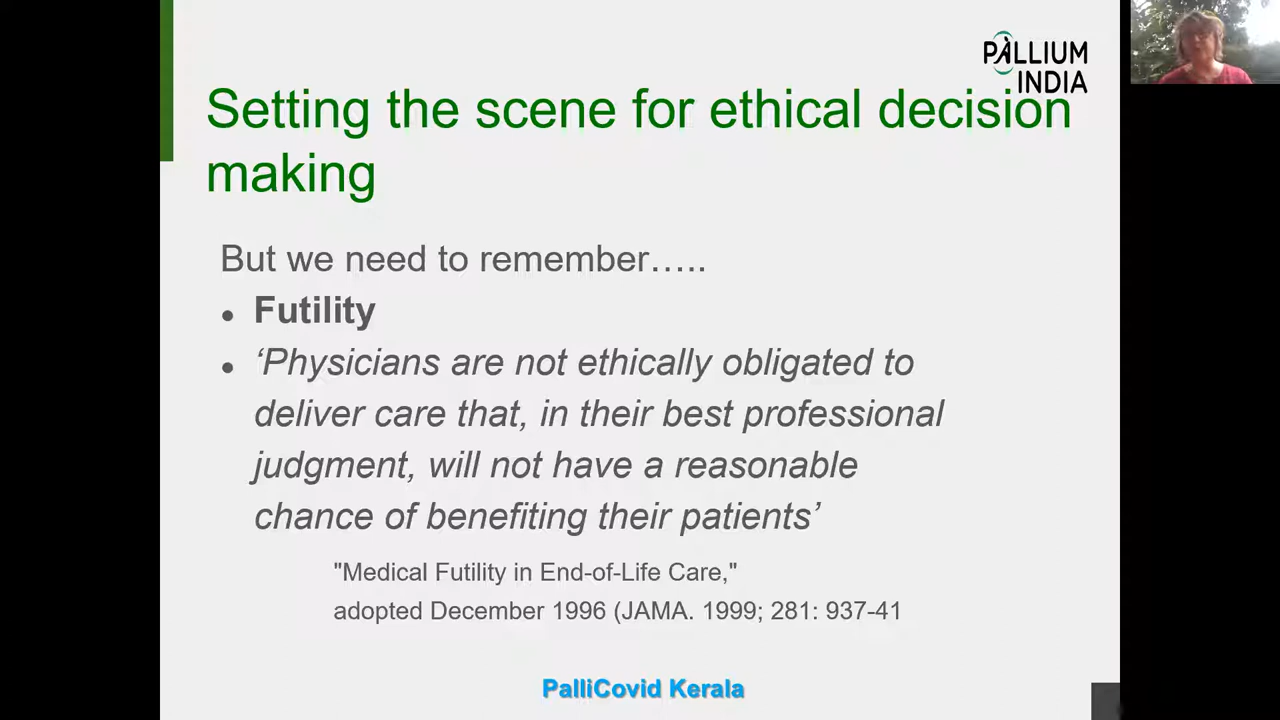 PALLIUM
INDIA
Setting the scene for ethical decision
making
But we need to remember…..
• Futility
• ‘Physicians are not ethically obligated to
deliver care that, in their best professional
judgment, will not have a reasonable
chance of benefiting their patients’
"Medical Futility in End-of-Life Care,"
adopted December 1996 (JAMA. 1999; 281: 937-41
PalliCovid Kerala